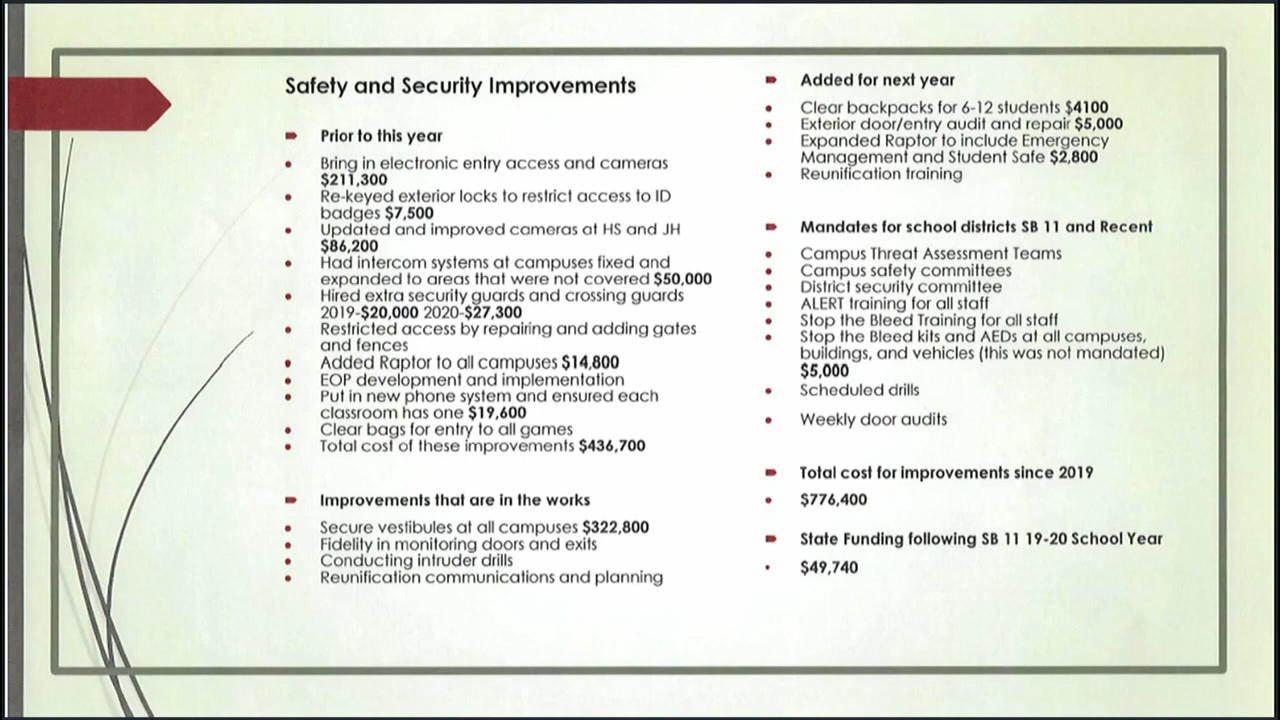 Safety and Security Improvements
Prior to this year
Bring in electronic entry access and cameras
$211,300
Re-keyed exterior locks to restrict access to ID
badges $7,500
Updated and improved cameras at HS and JH
$86,200
Had intercom systems at campuses fixed and
expanded to areas that were not covered $50,000
Hired extra security guards and crossing guards
2019-$20,000 2020-$27,300
Restricted access by repairing and adding gates
and fences
Added Raptor to all campuses $14,800
EOP development and implementation
Put in new phone system and ensured each
classroom has one $19,600
Clear bags for entry to all games
Total cost of these improvements $436,700
Improvements that are in the works
Secure vestibules at all campuses $322,800
Fidelity in monitoring doors and exits
Conducting intruder drills
Reunification communications and planning
Added for next year
Clear backpacks for 6-12 students $4100
Exterior door/entry audit and repair $5,000
Expanded Raptor to include Emergency
Management and Student Safe $2,800
Reunification training
Mandates for school districts SB 11 and Recent
Campus Threat Assessment Teams
Campus safety committees
District security committee
ALERT training for all staff
Stop the Bleed Training for all staff
Stop the Bleed kits and AEDs at all campuses,
buildings, and vehicles (this was not mandated)
$5,000
Scheduled drills
Weekly door audits
Total cost for improvements since 2019
$776,400
State Funding following SB 11 19-20 School Year
$49,740